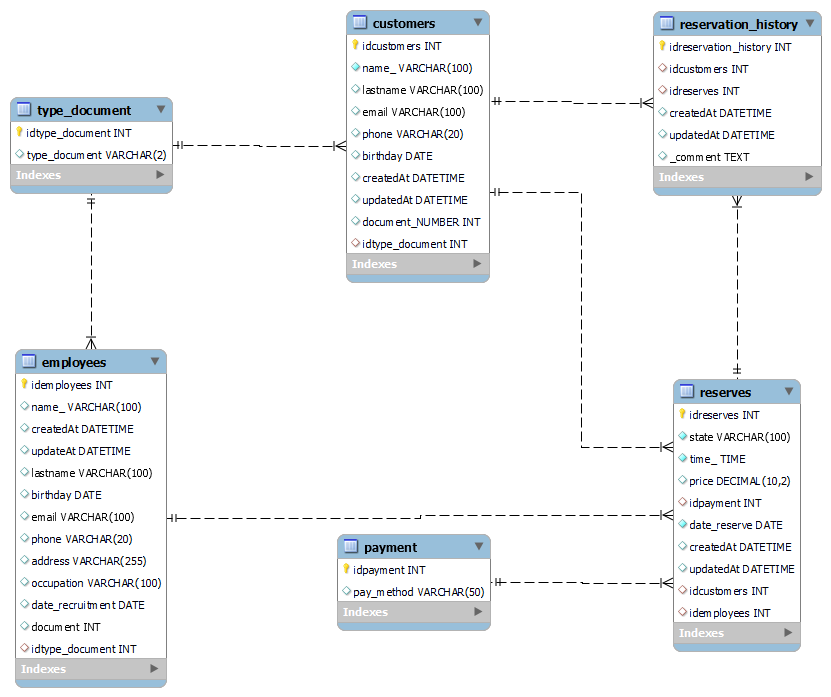 customers
idcustomers INT
name_ VARCHAR(100)
lastname VARCHAR(100)
email VARCHAR(100)
phone VARCHAR(20)
birthday DATE
createdAt DATETIME
updatedAt DATETIME
document_NUMBER INT
idtype_document INT
Indexes
reservation_history
idreservation_history INT
idcustomers INT
idreserves INT
createdAt DATETIME
updatedAt DATETIME
_comment TEXT
Indexes
type_document
idtype_document INT
type_document VARCHAR(2)
Indexes
employees
idemployees INT
name_ VARCHAR(100)
createdAt DATETIME
updateAt DATETIME
lastname VARCHAR(100)
birthday DATE
email VARCHAR(100)
phone VARCHAR(20)
address VARCHAR(255)
occupation VARCHAR(100)
date_recruitment DATE
document INT
idtype_document INT
Indexes
payment
idpayment INT
pay_method VARCHAR(50)
Indexes
reserves
idreserves INT
state VARCHAR(100)
time_ TIME
price DECIMAL(10,2)
idpayment INT
date_reserve DATE
createdAt DATETIME
updatedAt DATETIME
idcustomers INT
idemployees INT
Indexes